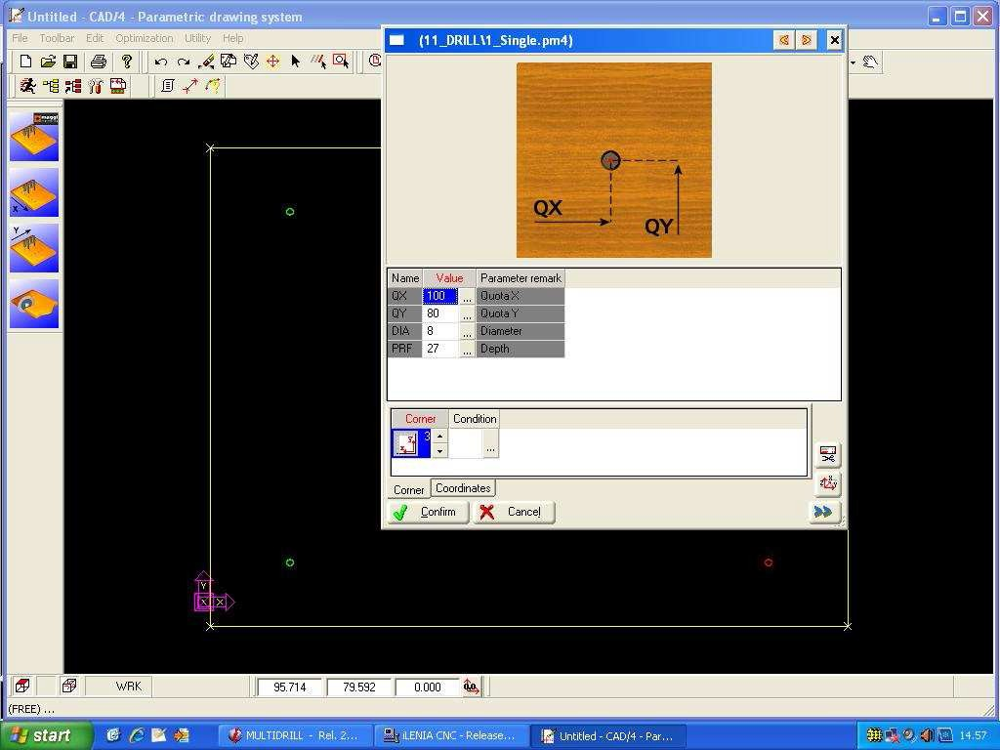 Untitled - CAD/4 - Parametric drawing system
File Toolbar Edit Optimization Utility Help
(11_DRILL\1_Single.pm4)
QX
QY
Name Value Parameter remark
QX 100 ... Quota X
QY 80 ... Quota Y
DIA 8 ... Diameter
PRF 27 ... Depth
Corner Condition
3 ...
Corner Coordinates
Confirm Cancel
X
Y
Y
X
WRK 95.714 79.592 0.000
(FREE) ...
start MULTIDRILL - Rel. 2... iLENIA CNC - Release... Untitled - CAD/4 - Par... 14.57